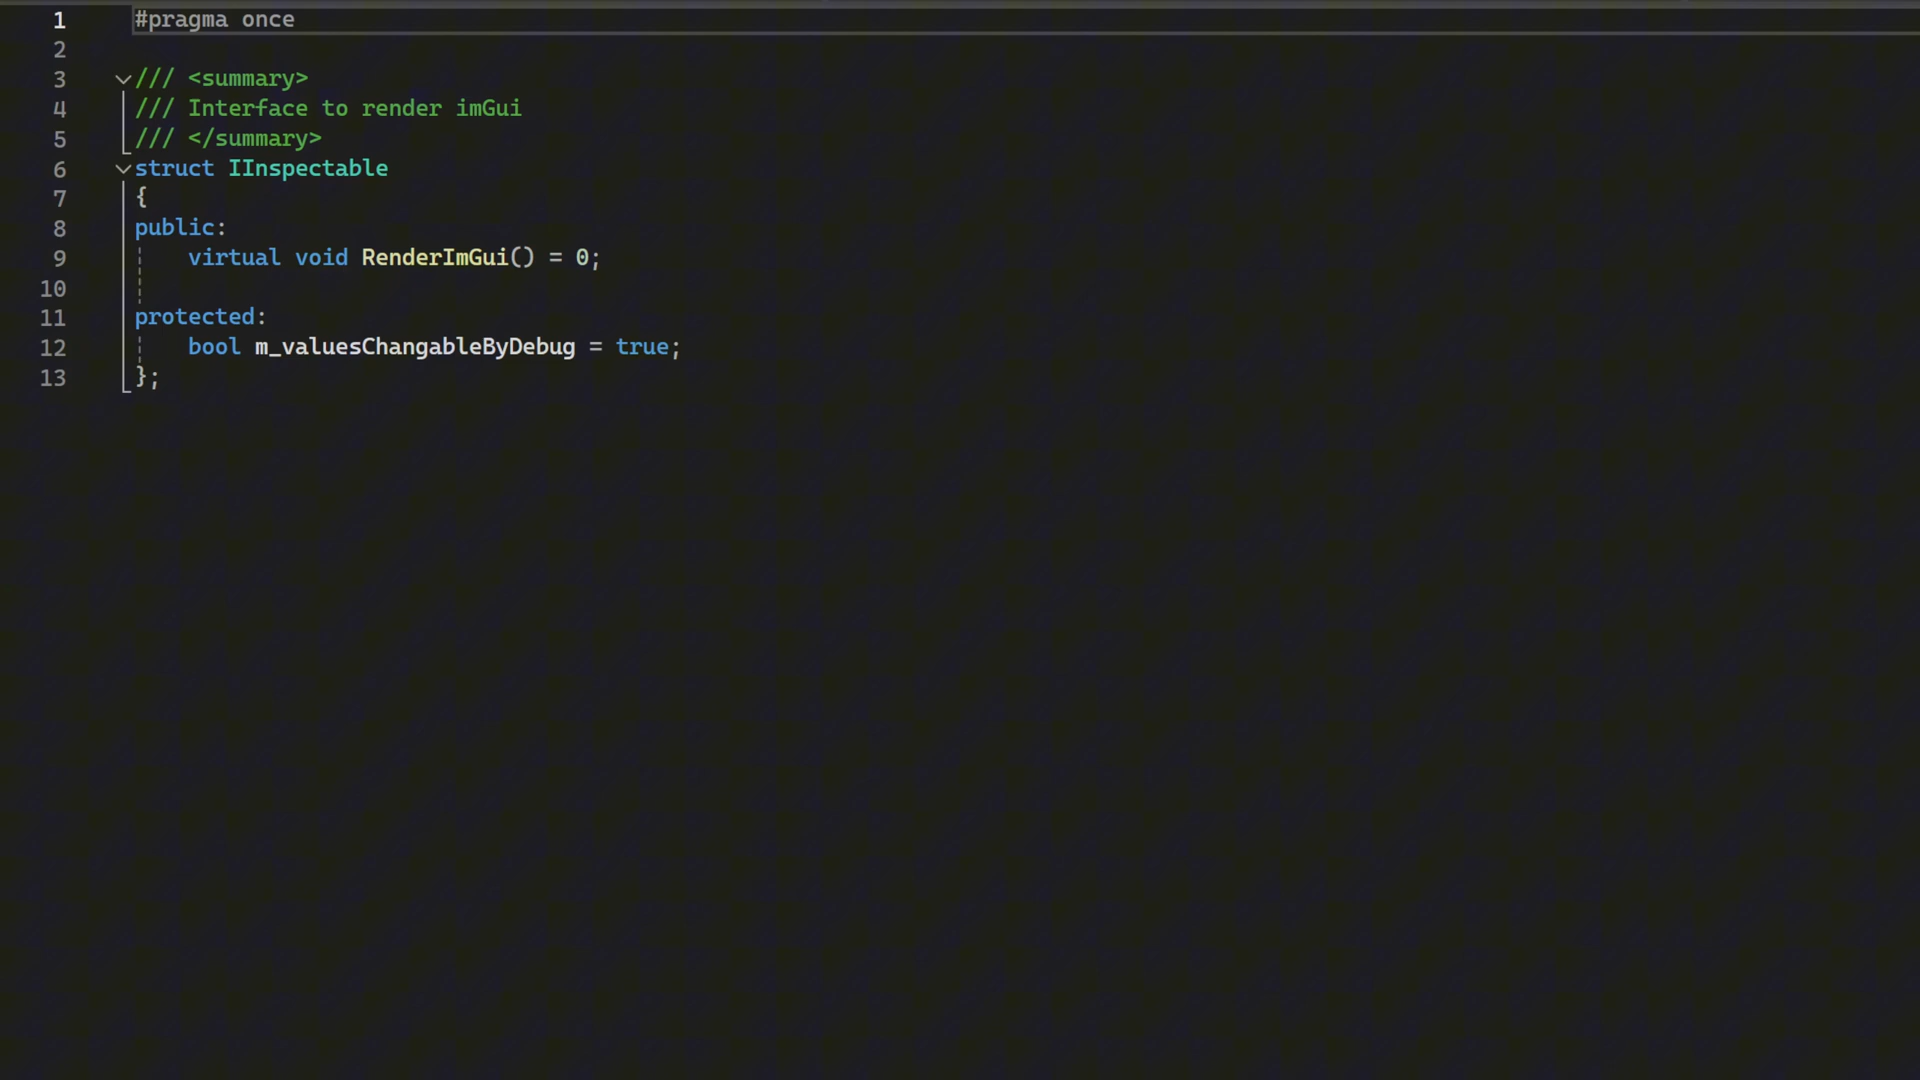 1 #pragma once
2
3 /// <summary>
4 /// Interface to render imGui
5 /// </summary>
6 struct IInspectable
7 {
8 public:
9     virtual void RenderImGui() = 0;
10
11 protected:
12     bool m_valuesChangableByDebug = true;
13 };